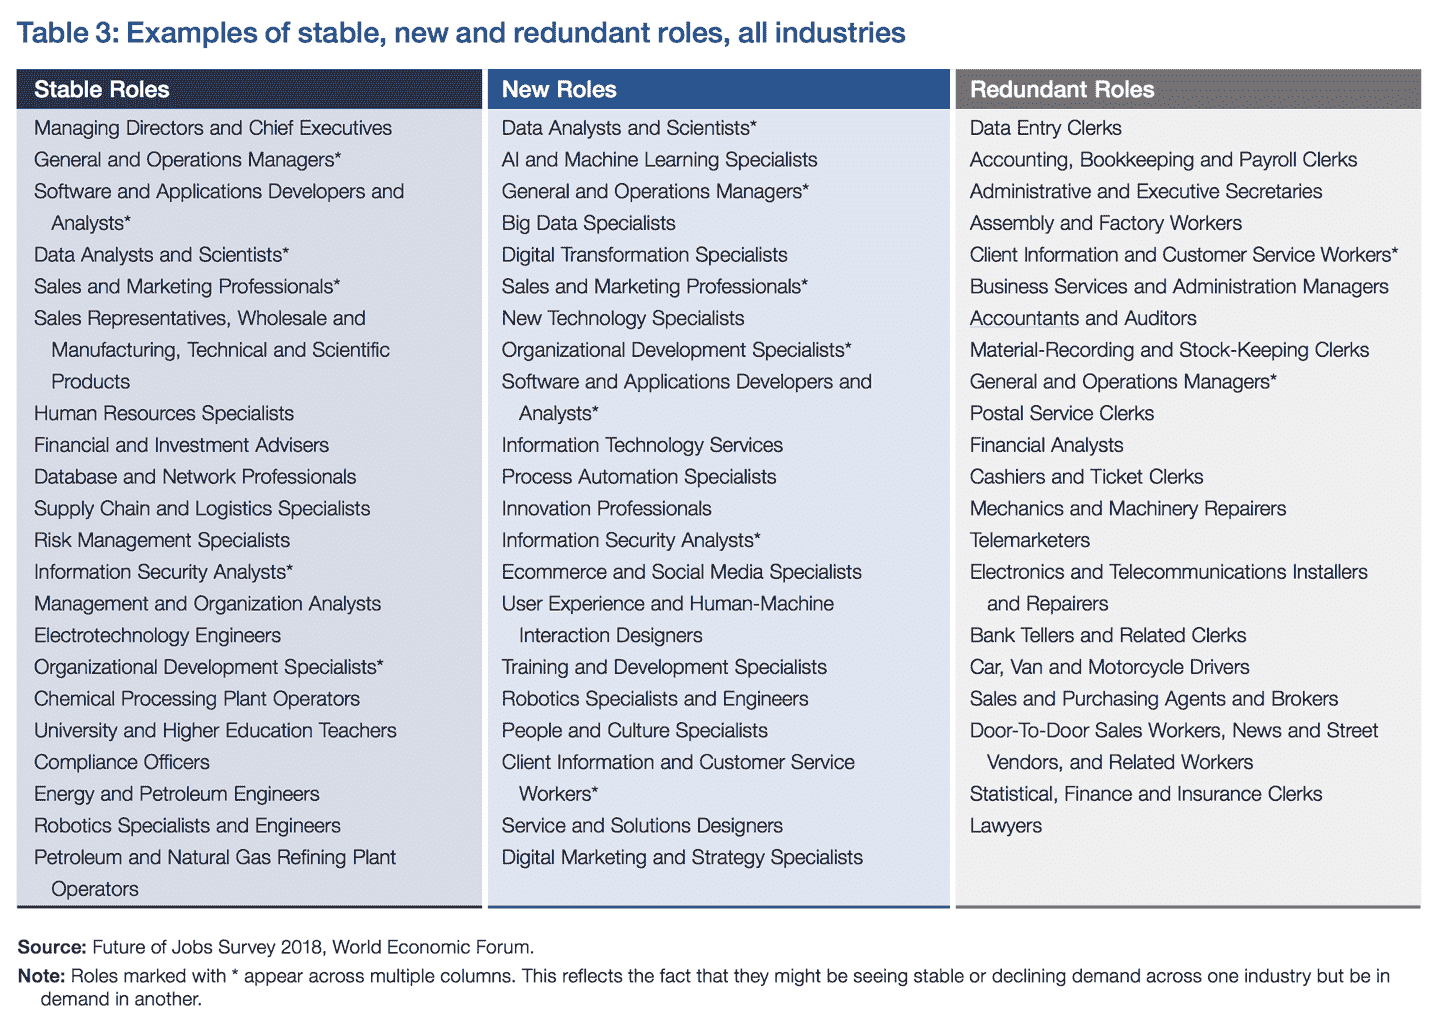 Table 3: Examples of stable, new and redundant roles, all industries
Stable Roles
Managing Directors and Chief Executives
General and Operations Managers*
Software and Applications Developers and
Analysts*
Data Analysts and Scientists*
Sales and Marketing Professionals*
Sales Representatives, Wholesale and
Manufacturing, Technical and Scientific
Products
Human Resources Specialists
Financial and Investment Advisers
Database and Network Professionals
Supply Chain and Logistics Specialists
Risk Management Specialists
Information Security Analysts*
Management and Organization Analysts
Electrotechnology Engineers
Organizational Development Specialists*
Chemical Processing Plant Operators
University and Higher Education Teachers
Compliance Officers
Energy and Petroleum Engineers
Robotics Specialists and Engineers
Petroleum and Natural Gas Refining Plant
Operators
New Roles
Data Analysts and Scientists*
AI and Machine Learning Specialists
General and Operations Managers*
Big Data Specialists
Digital Transformation Specialists
Sales and Marketing Professionals*
New Technology Specialists
Organizational Development Specialists*
Software and Applications Developers and
Analysts*
Information Technology Services
Process Automation Specialists
Innovation Professionals
Information Security Analysts*
Ecommerce and Social Media Specialists
User Experience and Human-Machine
Interaction Designers
Training and Development Specialists
Robotics Specialists and Engineers
People and Culture Specialists
Client Information and Customer Service
Workers*
Service and Solutions Designers
Digital Marketing and Strategy Specialists
Redundant Roles
Data Entry Clerks
Accounting, Bookkeeping and Payroll Clerks
Administrative and Executive Secretaries
Assembly and Factory Workers
Client Information and Customer Service Workers*
Business Services and Administration Managers
Accountants and Auditors
Material-Recording and Stock-Keeping Clerks
General and Operations Managers*
Postal Service Clerks
Financial Analysts
Cashiers and Ticket Clerks
Mechanics and Machinery Repairers
Telemarketers
Electronics and Telecommunications Installers
and Repairers
Bank Tellers and Related Clerks
Car, Van and Motorcycle Drivers
Sales and Purchasing Agents and Brokers
Door-To-Door Sales Workers, News and Street
Vendors, and Related Workers
Statistical, Finance and Insurance Clerks
Lawyers
Source: Future of Jobs Survey 2018, World Economic Forum.
Note: Roles marked with * appear across multiple columns. This reflects the fact that they might be seeing stable or declining demand across one industry but be in
demand in another.